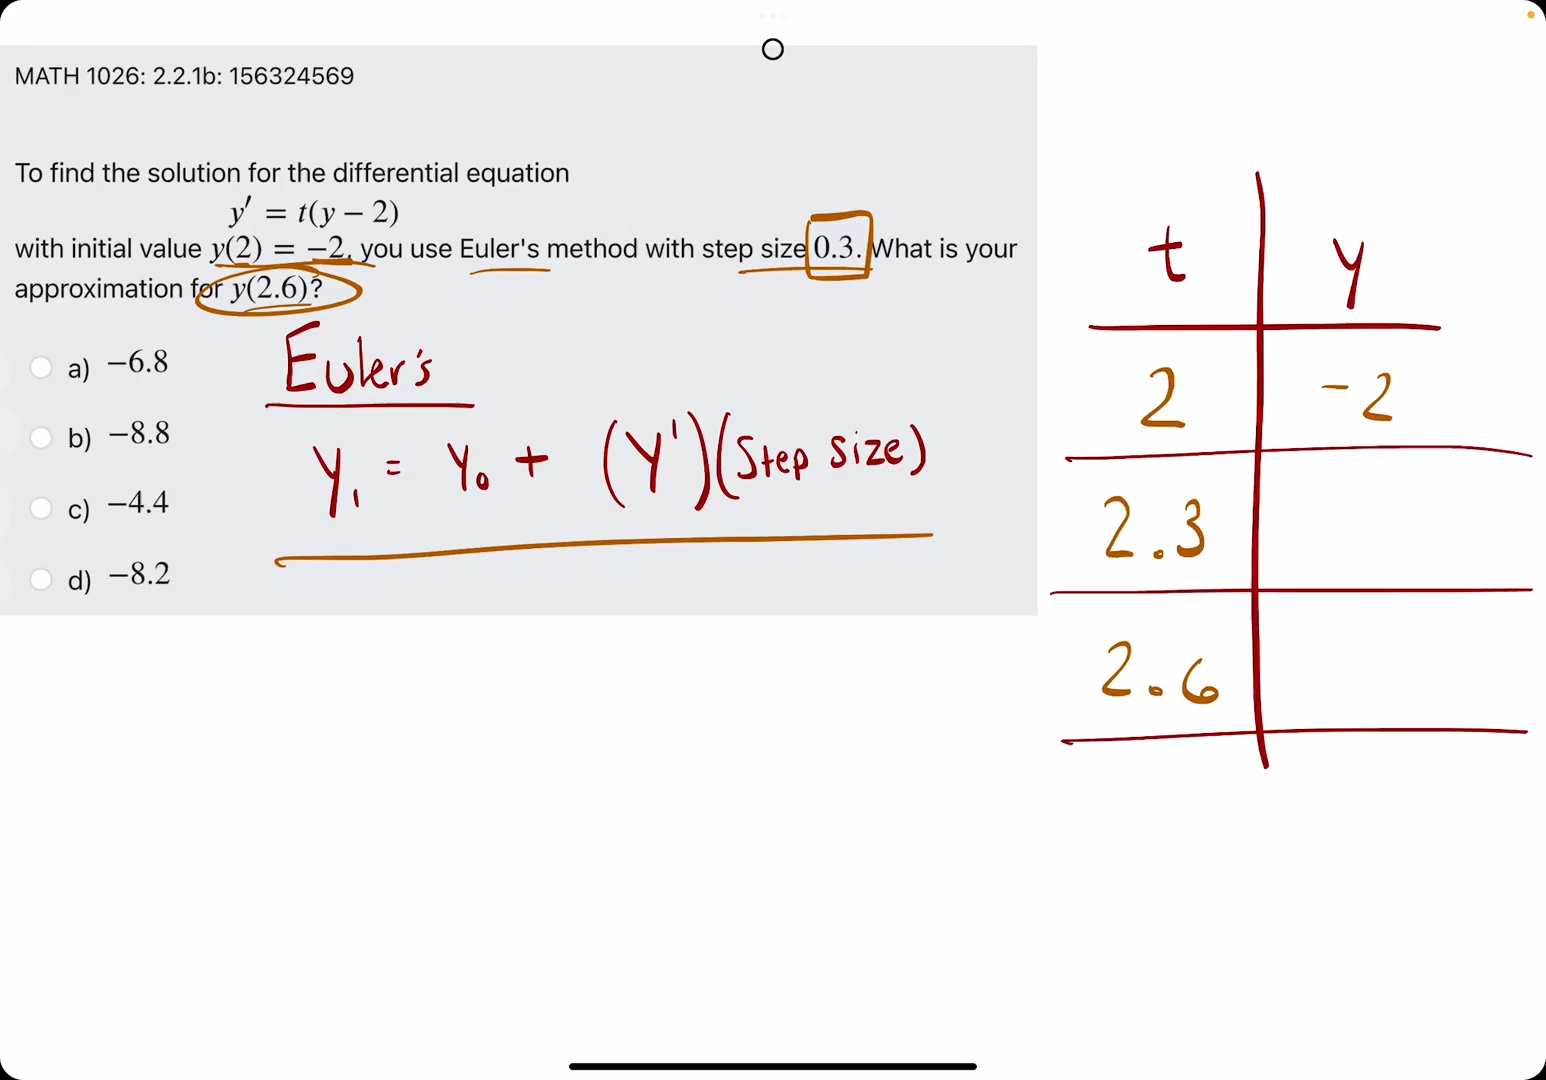 MATH 1026: 2.2.1b: 156324569
To find the solution for the differential equation
y′ = t(y − 2)
with initial value y(2) = −2, you use Euler's method with step size 0.3. What is your
approximation for y(2.6)?
a) −6.8
b) −8.8
c) −4.4
d) −8.2
Euler's
y₁ = y₀ + (y')(Step size)
t y
2 -2
2.3
2.6